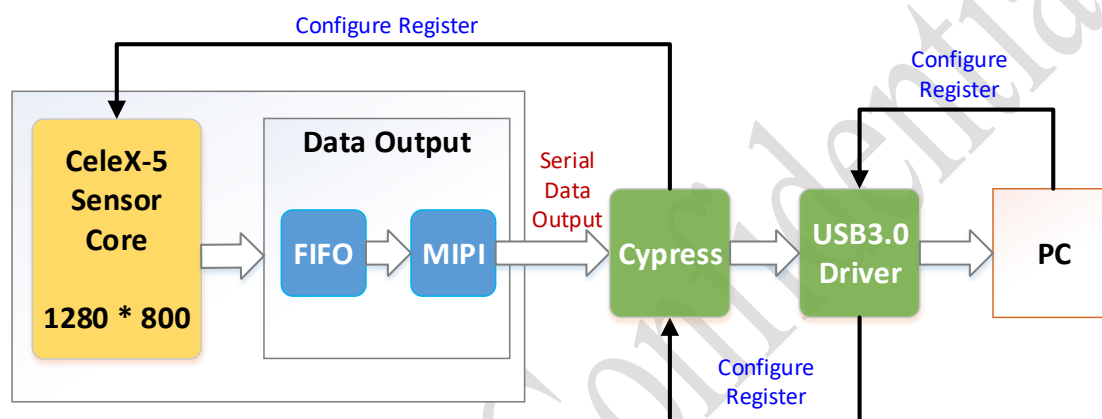 Configure Register
Configure
Register
CeleX-5
Sensor
Core
1280 * 800
Data Output
FIFO
MIPI
Serial
Data
Output
Cypress
USB3.0
Driver
PC
Configure
Register
Confidential